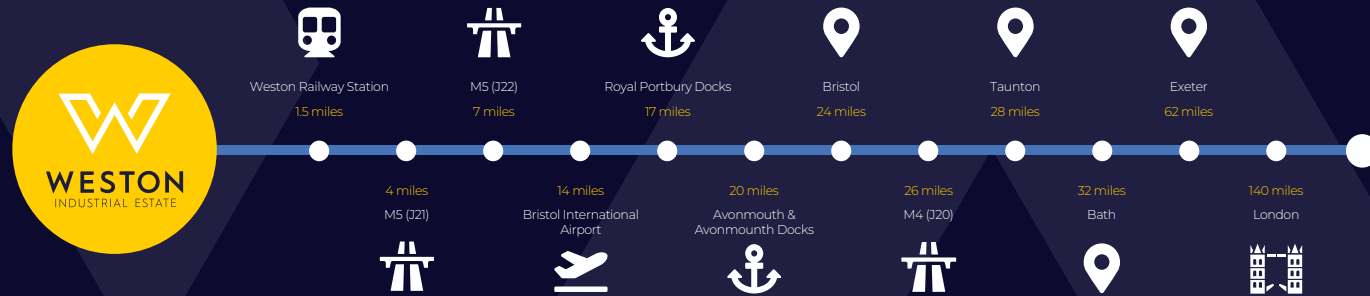 WESTON
INDUSTRIAL ESTATE
Weston Railway Station
1.5 miles
4 miles
M5 (J21)
M5 (J22)
7 miles
14 miles
Bristol International
Airport
Royal Portbury Docks
17 miles
20 miles
Avonmouth &
Avonmounth Docks
Bristol
24 miles
26 miles
M4 (J20)
Taunton
28 miles
32 miles
Bath
Exeter
62 miles
140 miles
London